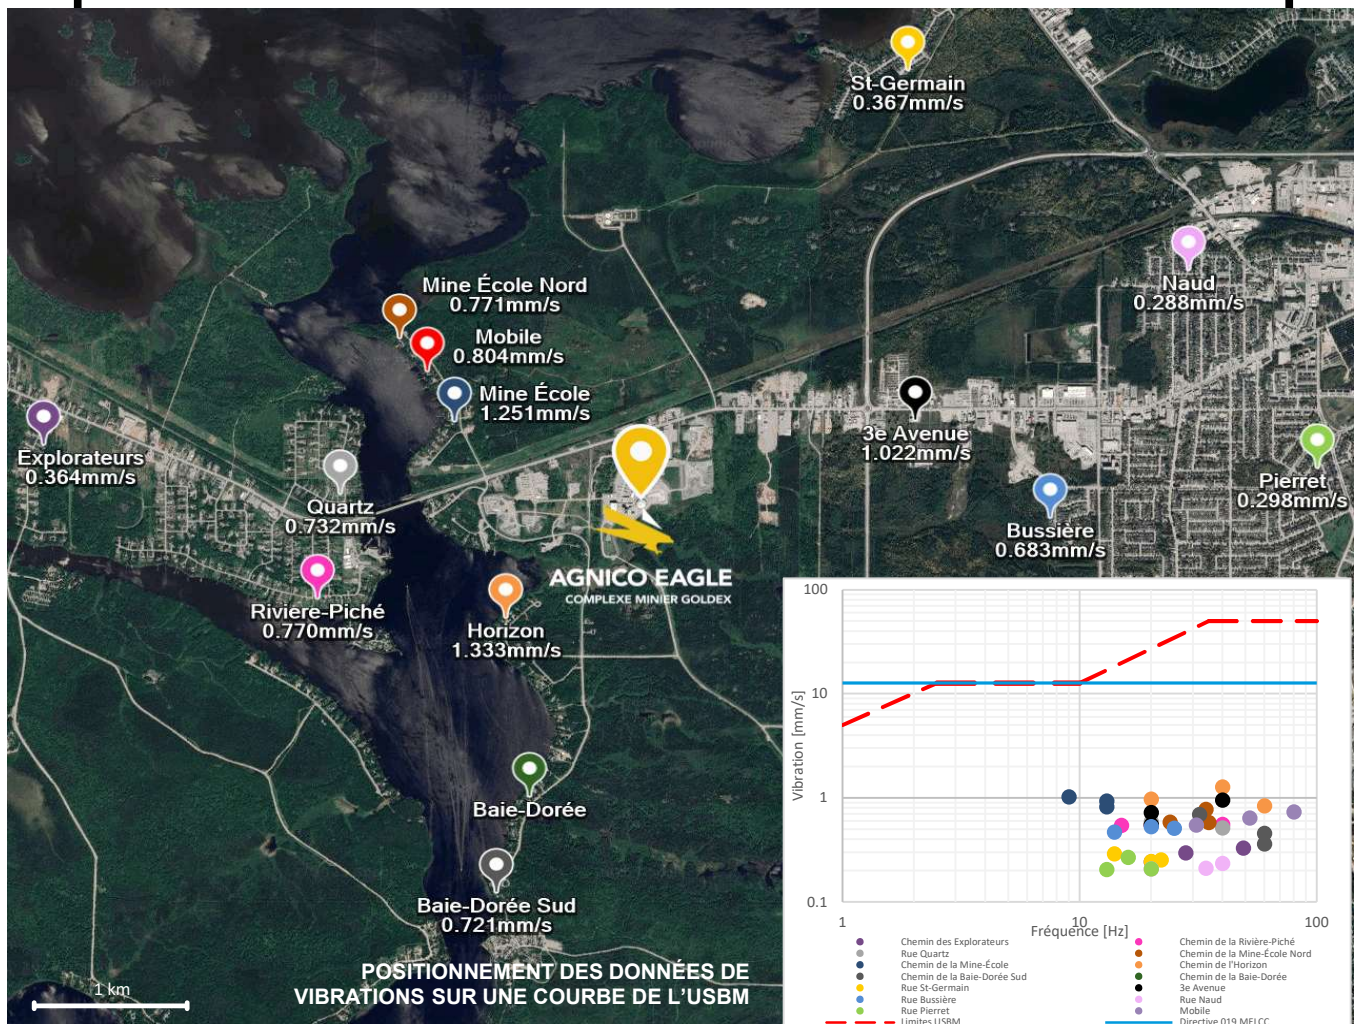 St-Germain
0.367mm/s
Naud
0.288mm/s
Mine École Nord
0.771mm/s
Mobile
0.804mm/s
Mine École
1.251mm/s
Explorateurs
0.364mm/s
Quartz
0.732mm/s
3e Avenue
1.022mm/s
Pierret
0.298mm/s
Bussière
0.683mm/s
Rivière-Piché
0.770mm/s
Horizon
1.333mm/s
AGNICO EAGLE
COMPLEXE MINIER GOLDEX
Baie-Dorée
Baie-Dorée Sud
0.721mm/s
POSITIONNEMENT DES DONNÉES DE
VIBRATIONS SUR UNE COURBE DE L'USBM
1 km
100
10
1
0.1
Vibration [mm/s]
1
10
100
Fréquence [Hz]
Chemin des Explorateurs
Chemin de la Rivière-Piché
Rue Quartz
Chemin de la Mine-École Nord
Chemin de la Mine-École
Chemin de l'Horizon
Chemin de la Baie-Dorée Sud
Chemin de la Baie-Dorée
Rue St-Germain
3e Avenue
Rue Bussière
Rue Naud
Rue Pierret
Mobile
Limites USBM
Directive 019 MELCC